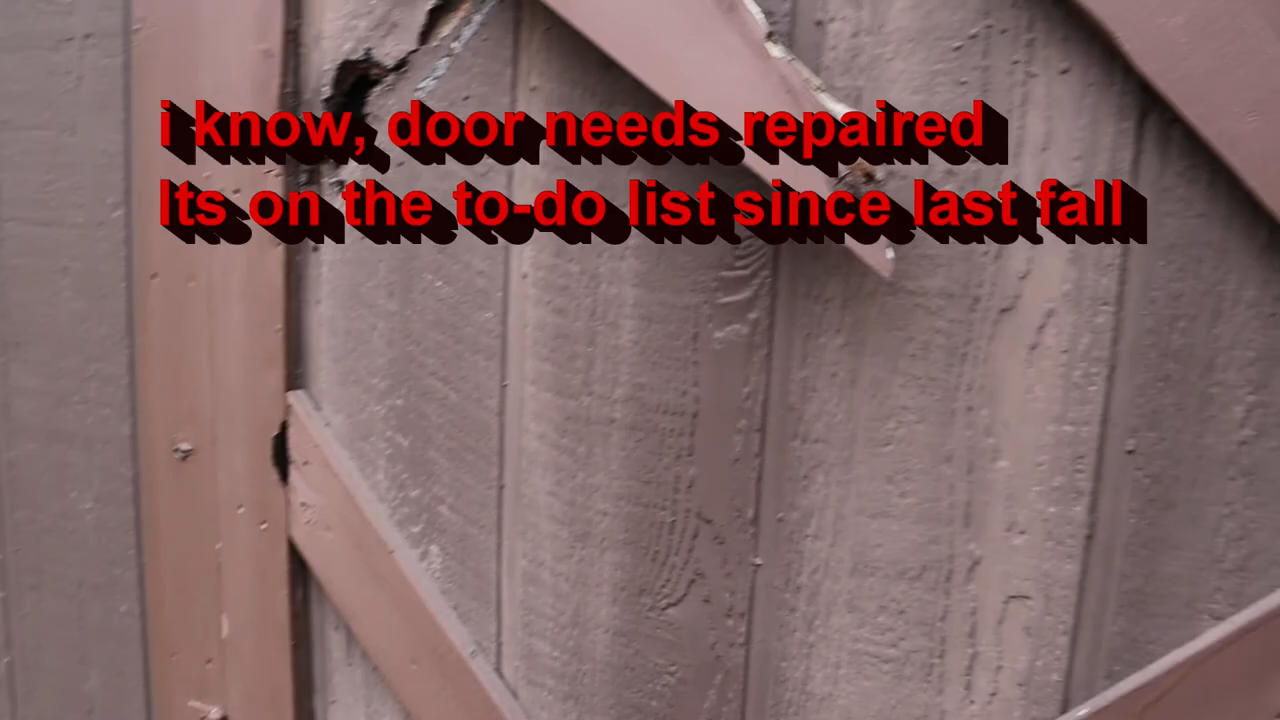 i know, door needs repaired
Its on the to-do list since last fall